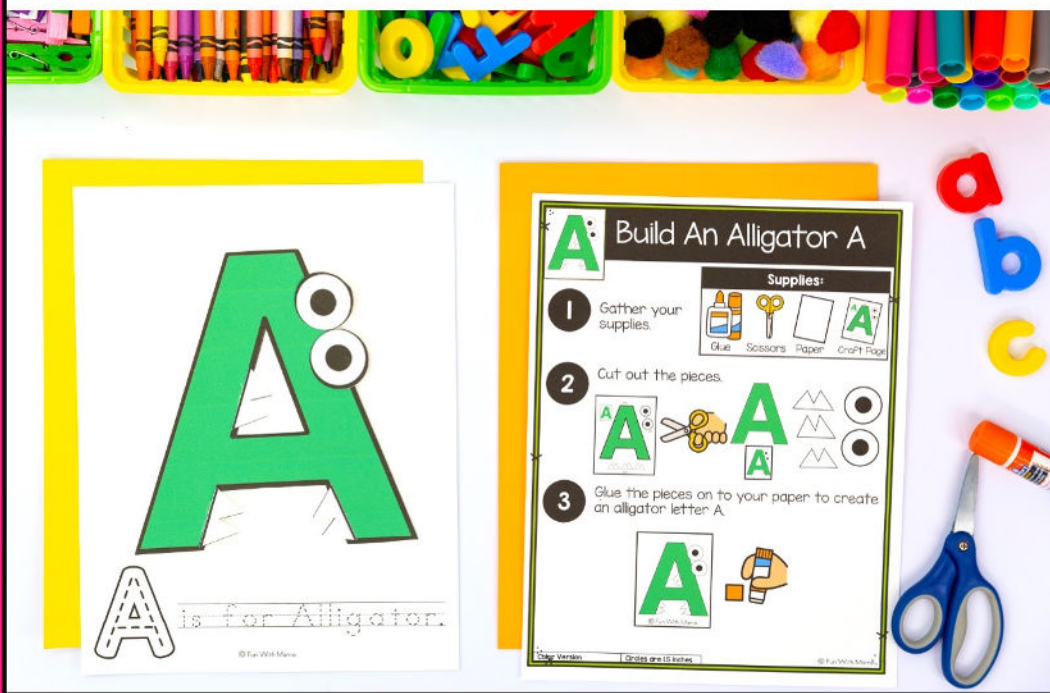 A
is for Alligator.
© Fun With Mama
Build An Alligator A
Supplies:
1
Gather your
supplies.
Glue Scissors Paper Craft Page
2
Cut out the pieces.
3
Glue the pieces on to your paper to create
an alligator letter A.
© Fun With Mama
Color Version
Circles are 1.5 inches
© Fun With Mama
a
b
c